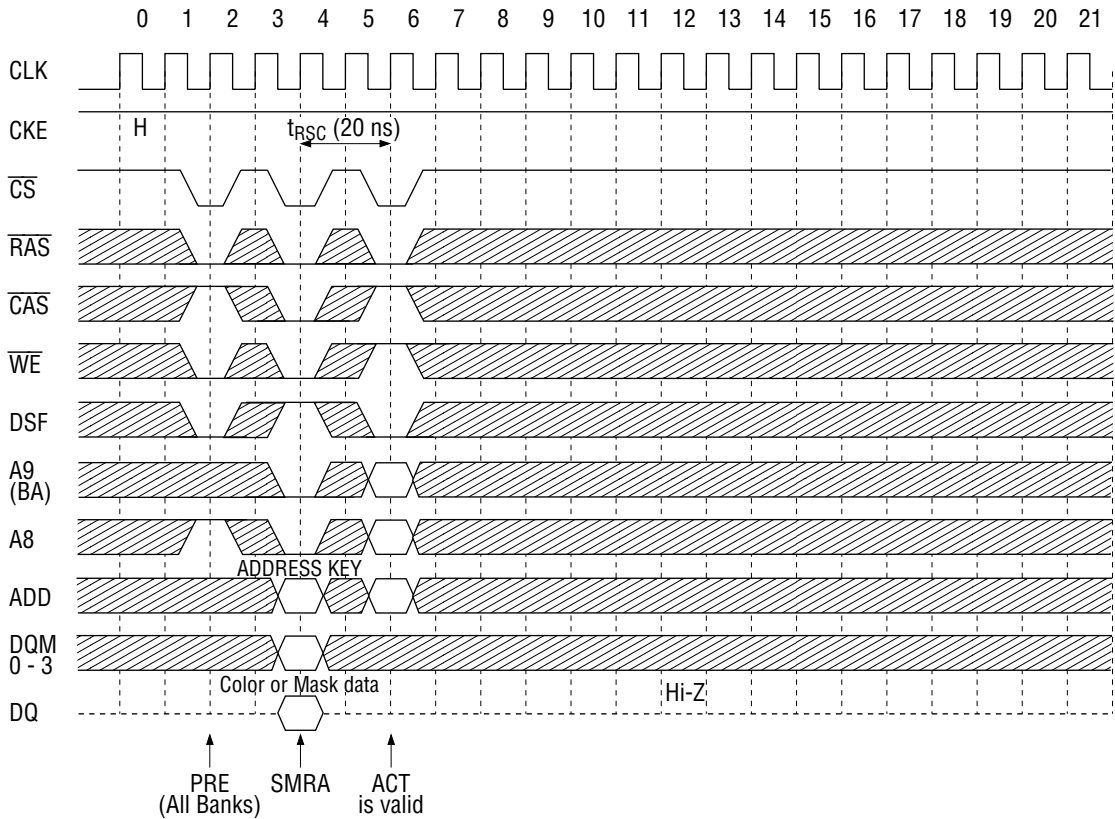 0 1 2 3 4 5 6 7 8 9 10 11 12 13 14 15 16 17 18 19 20 21
CLK
CKE
H
tRSC (20 ns)
CS
RAS
CAS
WE
DSF
A9
(BA)
A8
ADDRESS KEY
ADD
DQM
0 - 3
Color or Mask data
Hi-Z
DQ
PRE
(All Banks)
SMRA
ACT
is valid